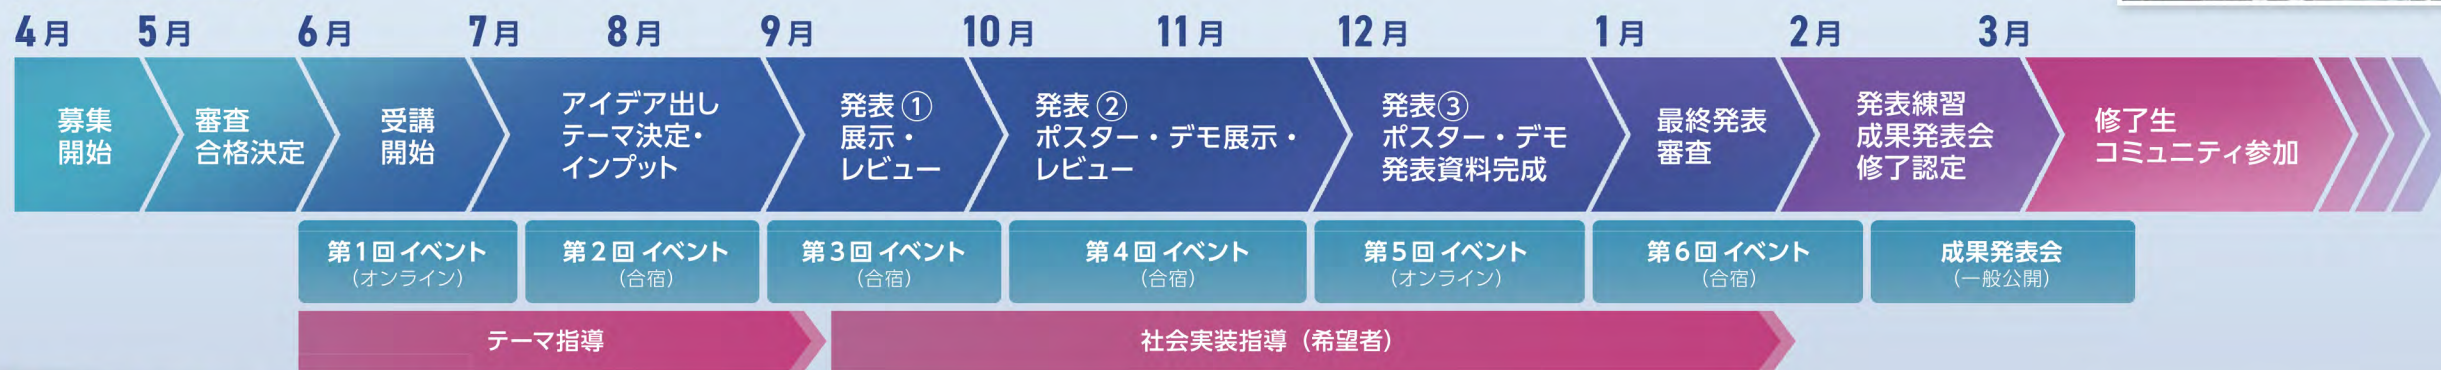 4月 5月 6月 7月 8月 9月 10月 11月 12月 1月 2月 3月
募集
開始
審査
合格決定
受講
開始
アイデア出し
テーマ決定・
インプット
発表①
展示・
レビュー
発表②
ポスター・デモ展示・
レビュー
発表③
ポスター・デモ
発表資料完成
最終発表
審査
発表練習
成果発表会
修了認定
修了生
コミュニティ参加
第1回イベント
(オンライン)
第2回イベント
(合宿)
第3回イベント
(合宿)
第4回イベント
(合宿)
第5回イベント
(オンライン)
第6回イベント
(合宿)
成果発表会
(一般公開)
テーマ指導
社会実装指導(希望者)